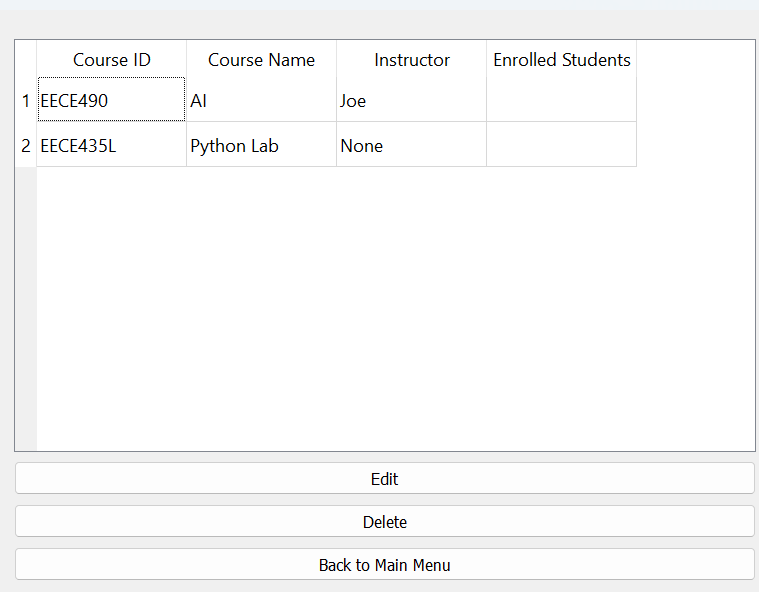 Course ID Course Name Instructor Enrolled Students
1 EECE490 AI Joe
2 EECE435L Python Lab None
Edit
Delete
Back to Main Menu